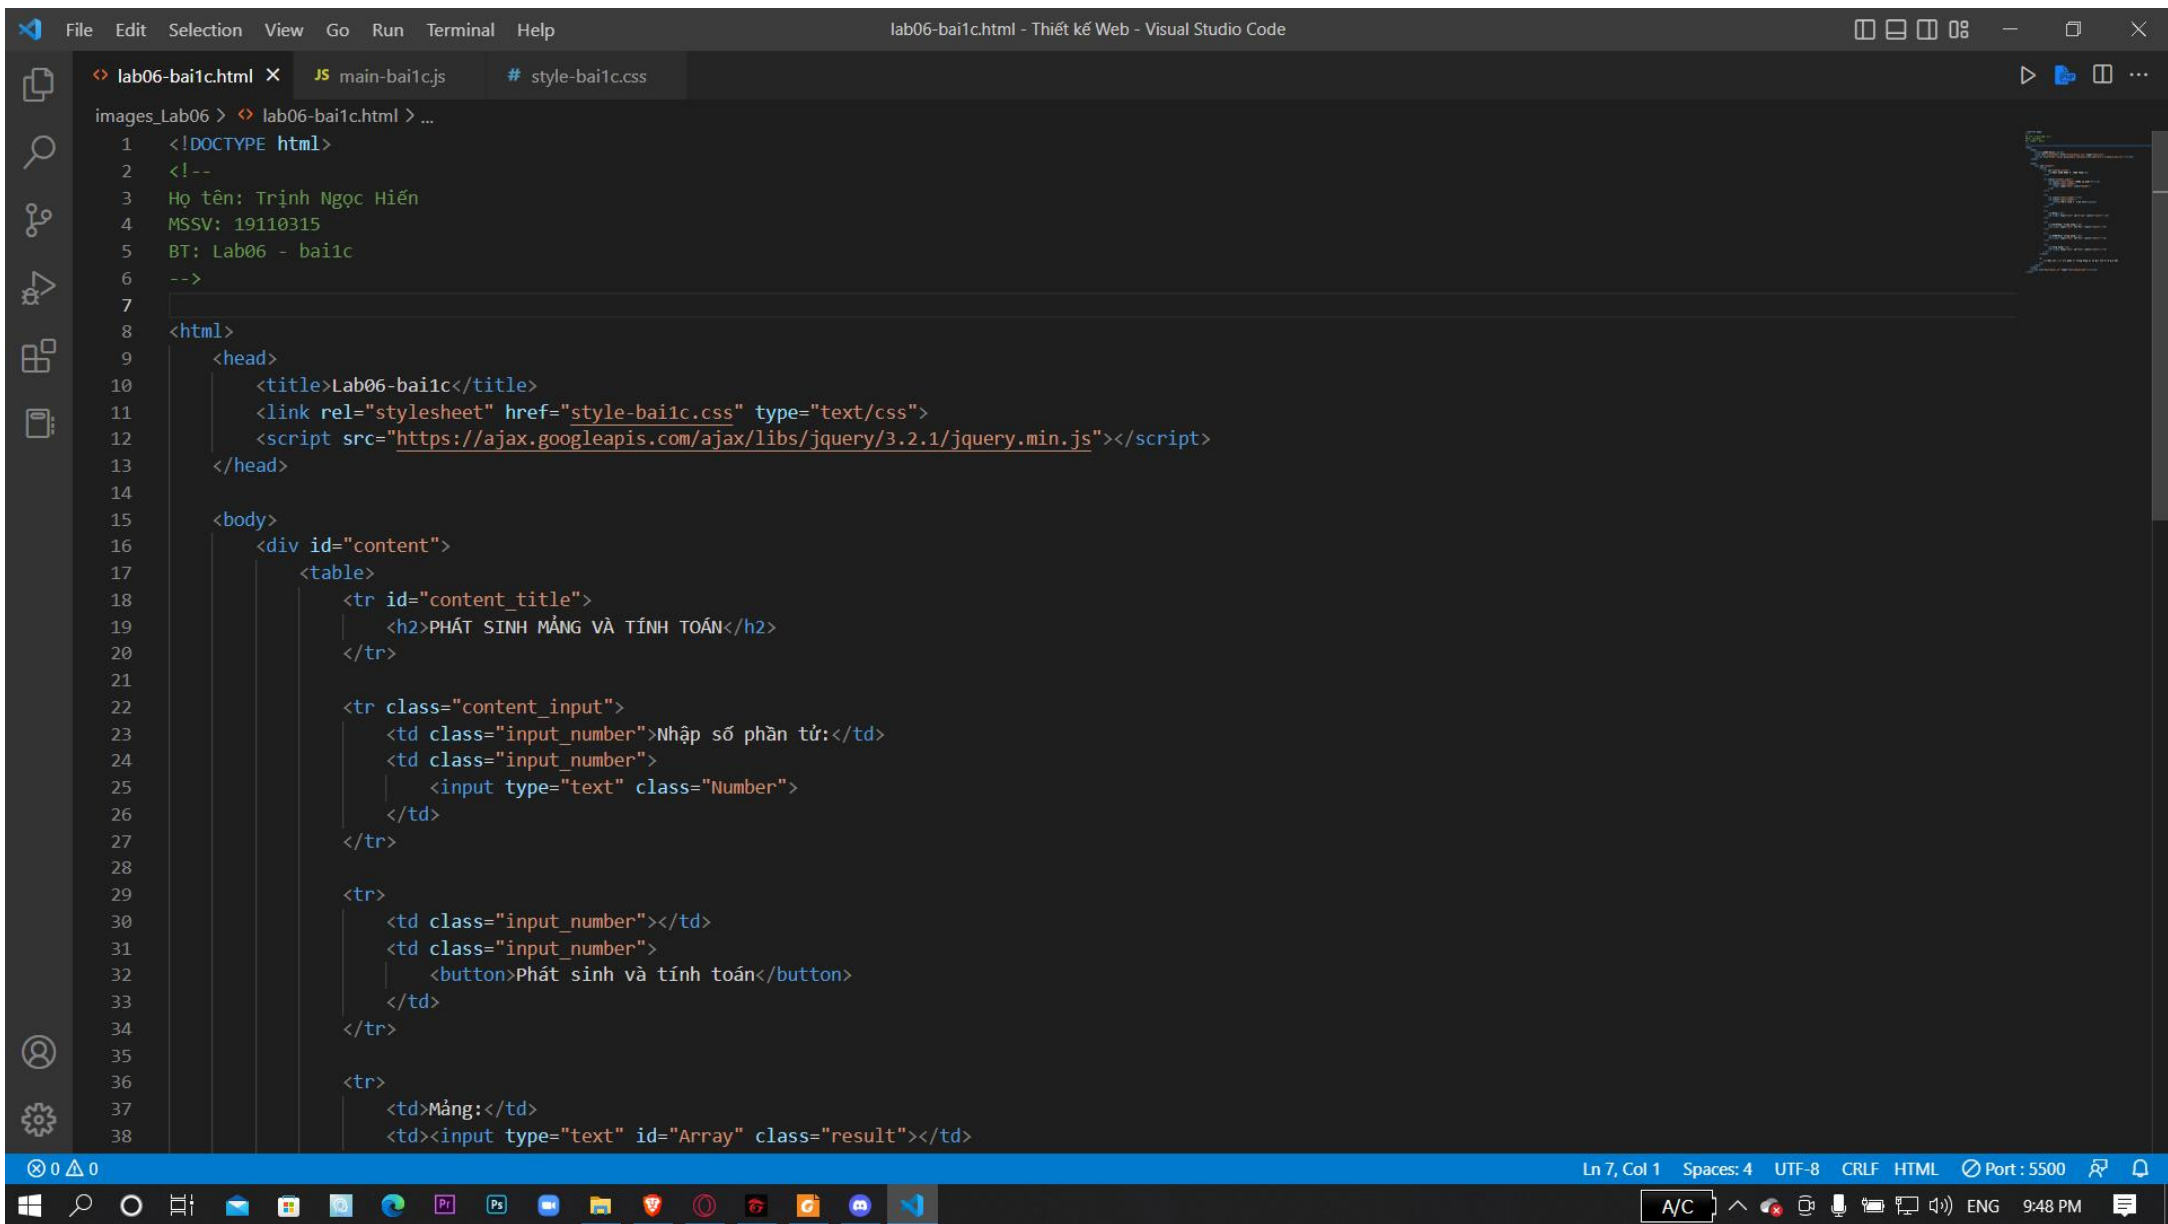 File Edit Selection View Go Run Terminal Help
lab06-bai1c.html - Thiết kế Web - Visual Studio Code
lab06-bai1c.html
JS main-bai1c.js
# style-bai1c.css
images_Lab06 > lab06-bai1c.html > ...
1 <!DOCTYPE html>
2 <!--
3 Họ tên: Trịnh Ngọc Hiến
4 MSSV: 19110315
5 BT: Lab06 - bai1c
6 -->
7
8 <html>
9 <head>
10 <title>Lab06-bai1c</title>
11 <link rel="stylesheet" href="style-bai1c.css" type="text/css">
12 <script src="https://ajax.googleapis.com/ajax/libs/jquery/3.2.1/jquery.min.js"></script>
13 </head>
14
15 <body>
16 <div id="content">
17 <table>
18 <tr id="content_title">
19 <h2>PHÁT SINH MẢNG VÀ TÍNH TOÁN</h2>
20 </tr>
21
22 <tr class="content_input">
23 <td class="input_number">Nhập số phần tử:</td>
24 <td class="input_number">
25 <input type="text" class="Number">
26 </td>
27 </tr>
28
29 <tr>
30 <td class="input_number"></td>
31 <td class="input_number">
32 <button>Phát sinh và tính toán</button>
33 </td>
34 </tr>
35
36 <tr>
37 <td>Mảng:</td>
38 <td><input type="text" id="Array" class="result"></td>
0 0
Ln 7, Col 1 Spaces: 4 UTF-8 CRLF HTML Port : 5500
Pr
Ps
A/C
ENG
9:48 PM